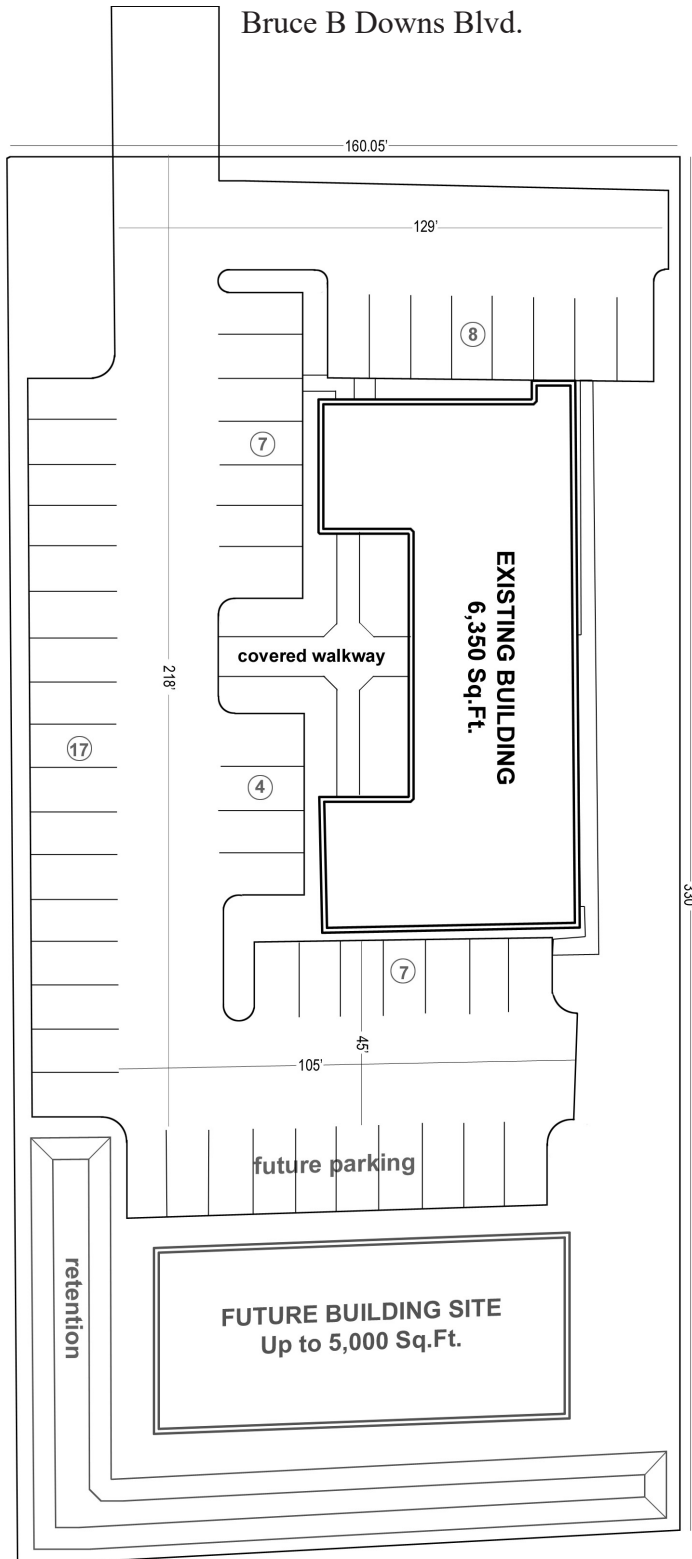 Bruce B Downs Blvd.
160.05'
129'
8
7
EXISTING BUILDING
6,350 Sq.Ft.
covered walkway
218'
17
4
330'
7
45'
105'
future parking
retention
FUTURE BUILDING SITE
Up to 5,000 Sq.Ft.